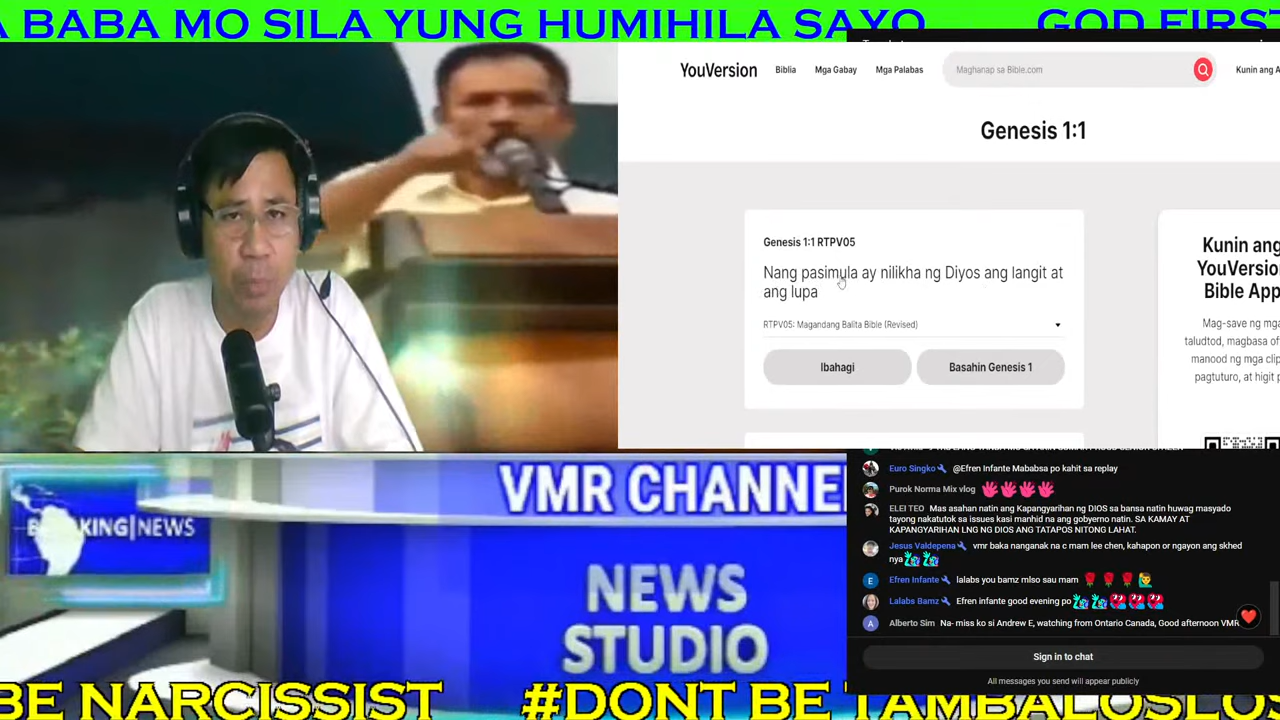 A BABA MO SILA YUNG HUMIHILA SAYO GOD FIRST
YouVersion
Biblia
Mga Gabay
Mga Palabas
Maghanap sa Bible.com
Kunin ang A
Genesis 1:1
Genesis 1:1 RTPV05
Nang pasimula ay nilikha ng Diyos ang langit at
ang lupa
RTPV05: Magandang Balita Bible (Revised)
Ibahagi
Basahin Genesis 1
Kunin ang
YouVersion
Bible App
Mag-save ng mga
taludtod, magbasa of
manood ng mga clip
pagtuturo, at higit p
Euro Singko @Efren Infante Mababsa po kahit sa replay
Purok Norma Mix vlog
ELEI TEO Mas asahan natin ang Kapangyarihan ng DIOS sa bansa natin huwag masyado
tayong nakatutok sa issues kasi manhid na ang gobyerno natin. SA KAMAY AT
KAPANGYARIHAN LNG NG DIOS ANG TATAPOS NITONG LAHAT.
Jesus Valdepena vmr baka nanganak na c mam lee chen, kahapon or ngayon ang sked
nya
Efren Infante lalabs you bamz mlso sau mam
Lalabs Bamz Efren infante good evening po
Alberto Sim Na- miss ko si Andrew E, watching from Ontario Canada, Good afternoon VMR
Sign in to chat
All messages you send will appear publicly
VMR CHANNE
KING|NEWS
NEWS
STUDIO
BE NARCISSIST #DONT BE TAMBALOSLOS